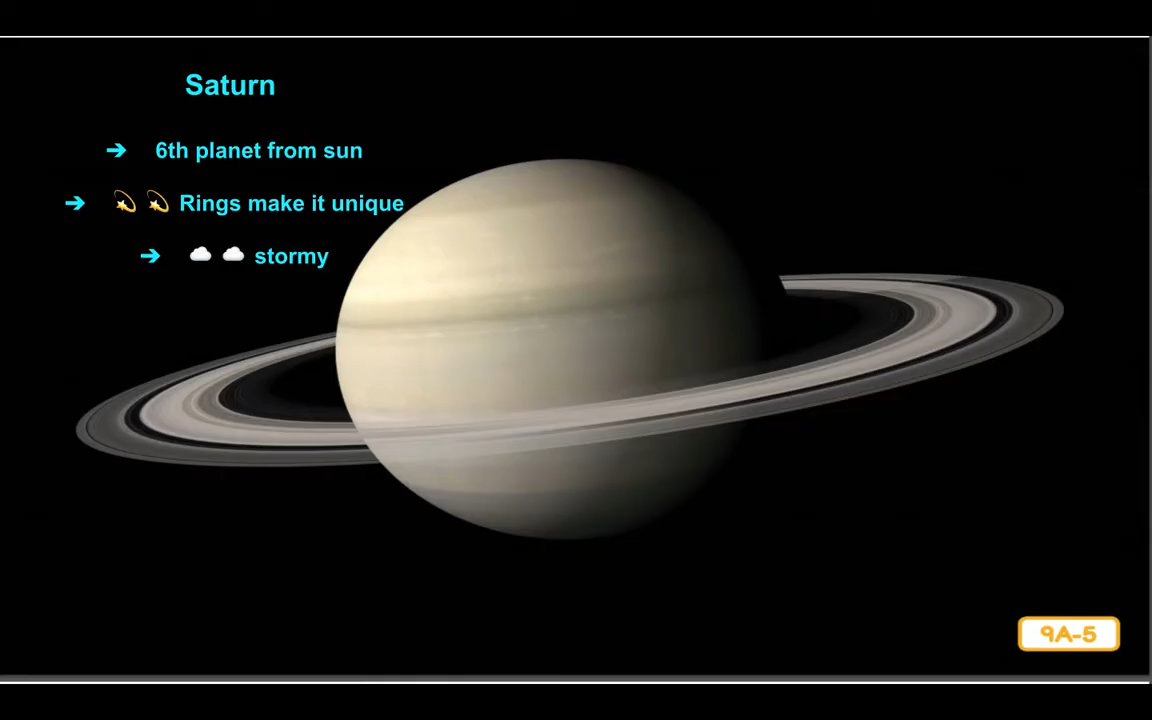 Saturn
➔ 6th planet from sun
➔ 💫 💫 Rings make it unique
➔ ☁️ ☁️ stormy
9A-5